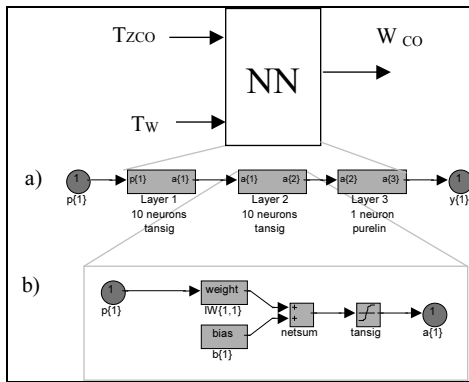 TZCO
W CO
NN
TW
a)
1
p{1} a{1}
a{1} a{2}
a{2} a{3}
1
p{1}
Layer 1
10 neurons
tansig
Layer 2
10 neurons
tansig
Layer 3
1 neuron
purelin
y{1}
b)
1
p{1}
weight
IW{1,1}
bias
b{1}
+
+
netsum
tansig
1
a{1}